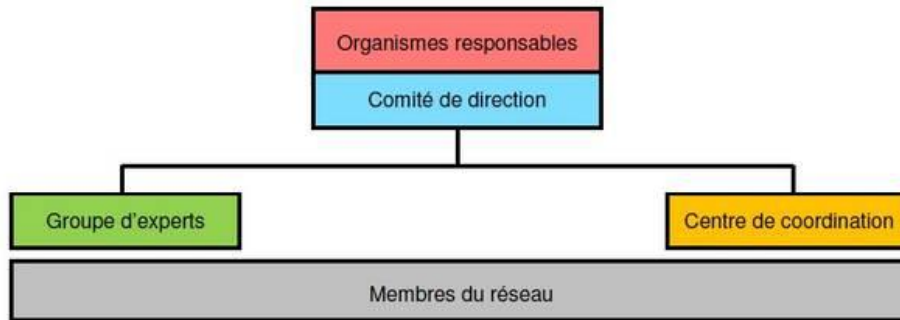 Organismes responsables
Comité de direction
Groupe d'experts
Centre de coordination
Membres du réseau